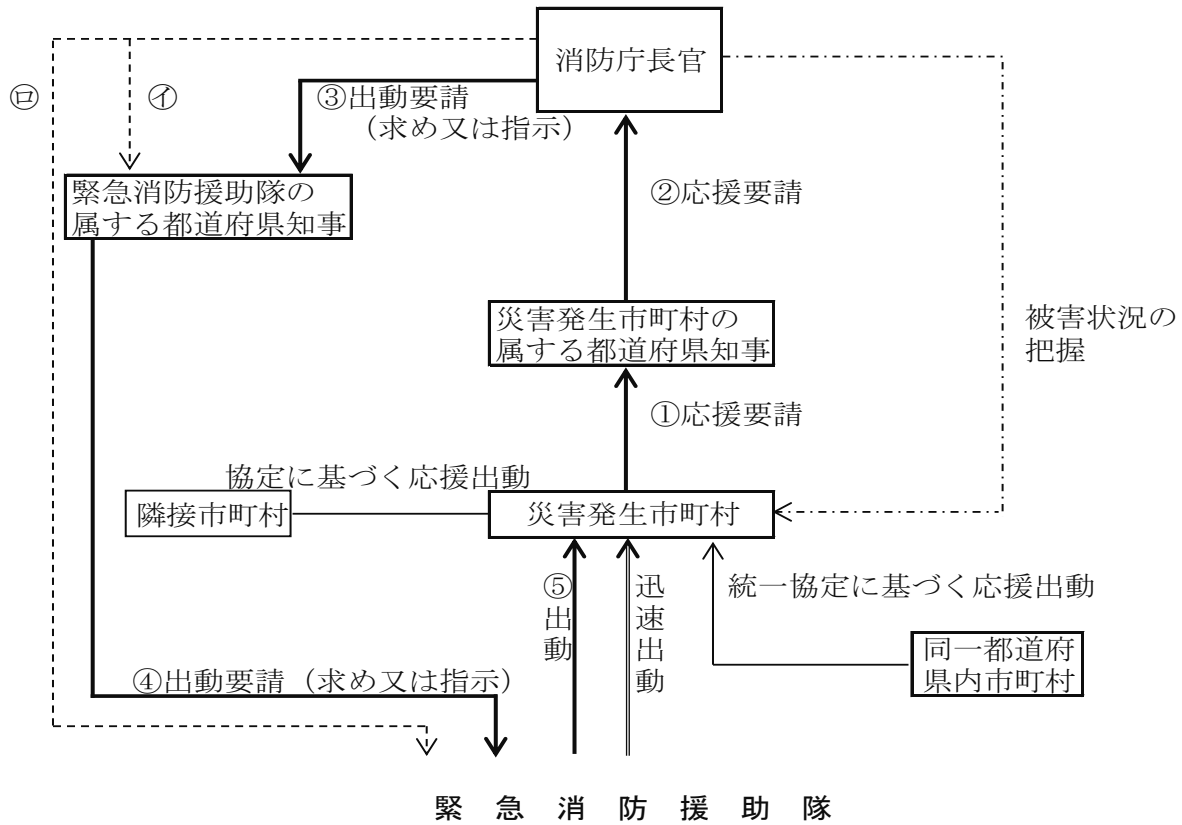 消防庁長官
㋺
㋑
③出動要請
（求め又は指示）
緊急消防援助隊の
属する都道府県知事
②応援要請
災害発生市町村の
属する都道府県知事
被害状況の
把握
①応援要請
協定に基づく応援出動
隣接市町村
災害発生市町村
⑤出動
迅速出動
統一協定に基づく応援出動
同一都道府
県内市町村
④出動要請（求め又は指示）
緊急消防援助隊